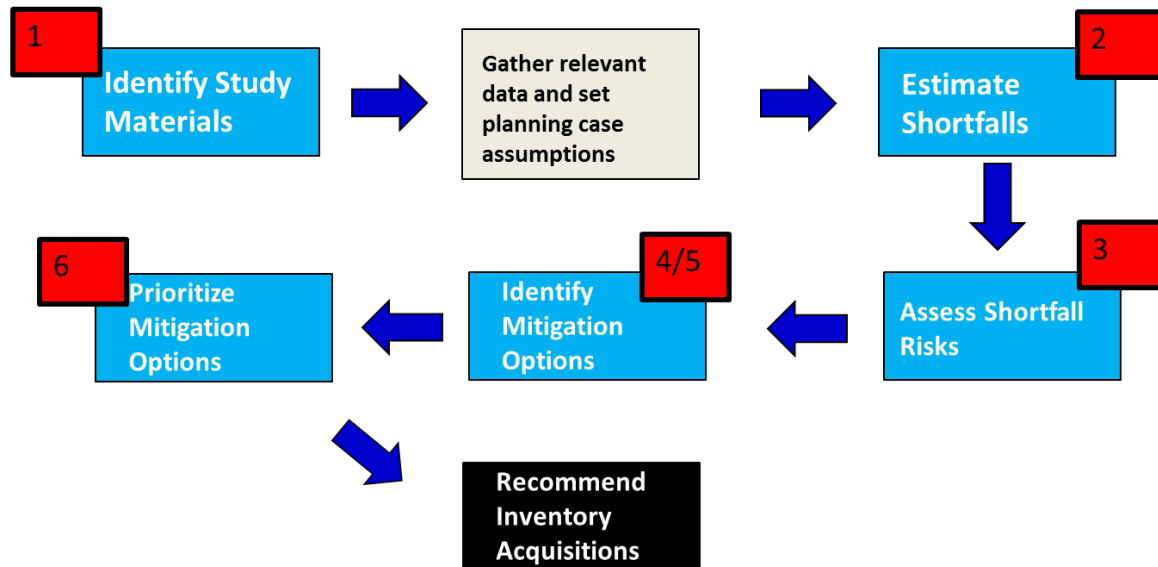 1
Identify Study
Materials
Gather relevant
data and set
planning case
assumptions
2
Estimate
Shortfalls
3
Assess Shortfall
Risks
4/5
Identify
Mitigation
Options
6
Prioritize
Mitigation
Options
Recommend
Inventory
Acquisitions